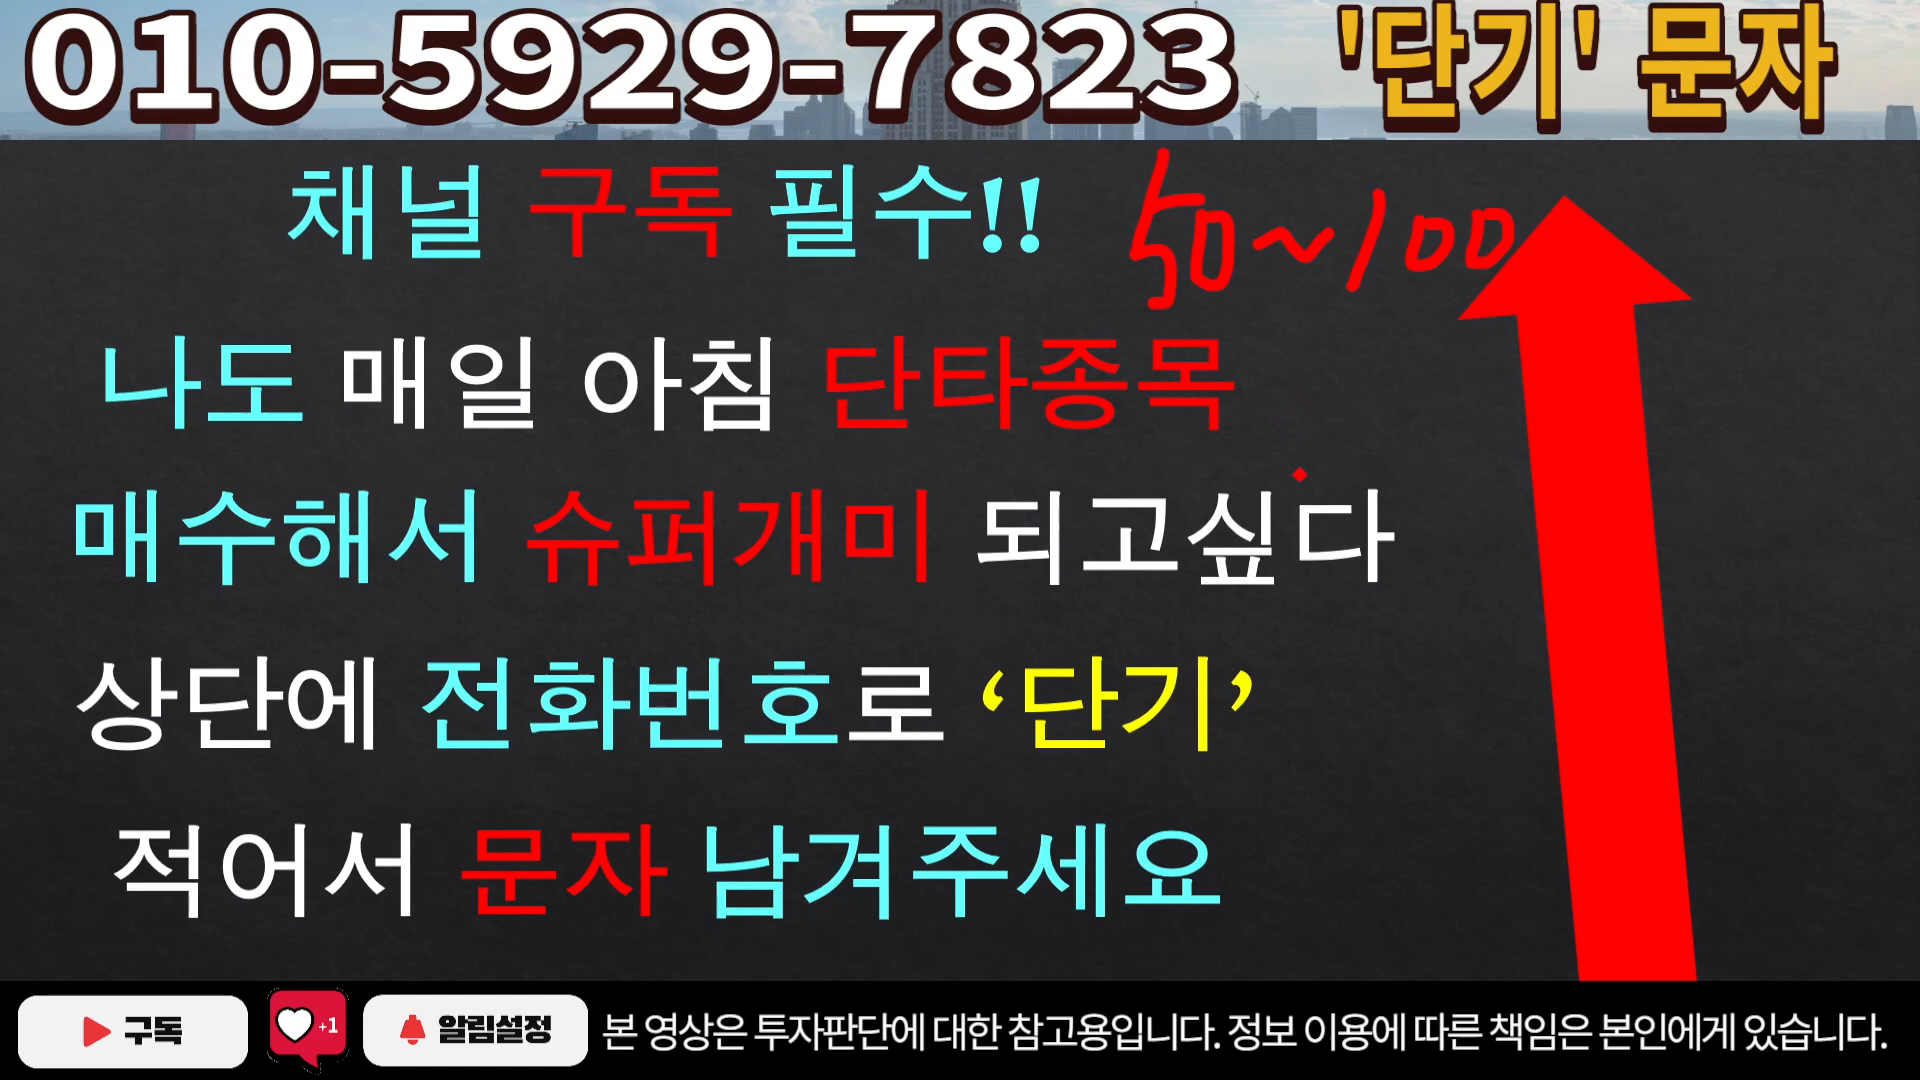 010-5929-7823 '단기' 문자
채널 구독 필수!! 50~100
나도 매일 아침 단타종목
매수해서 슈퍼개미 되고싶다
상단에 전화번호로 ‘단기’
적어서 문자 남겨주세요
구독 +1 알림설정 본 영상은 투자판단에 대한 참고용입니다. 정보 이용에 따른 책임은 본인에게 있습니다.